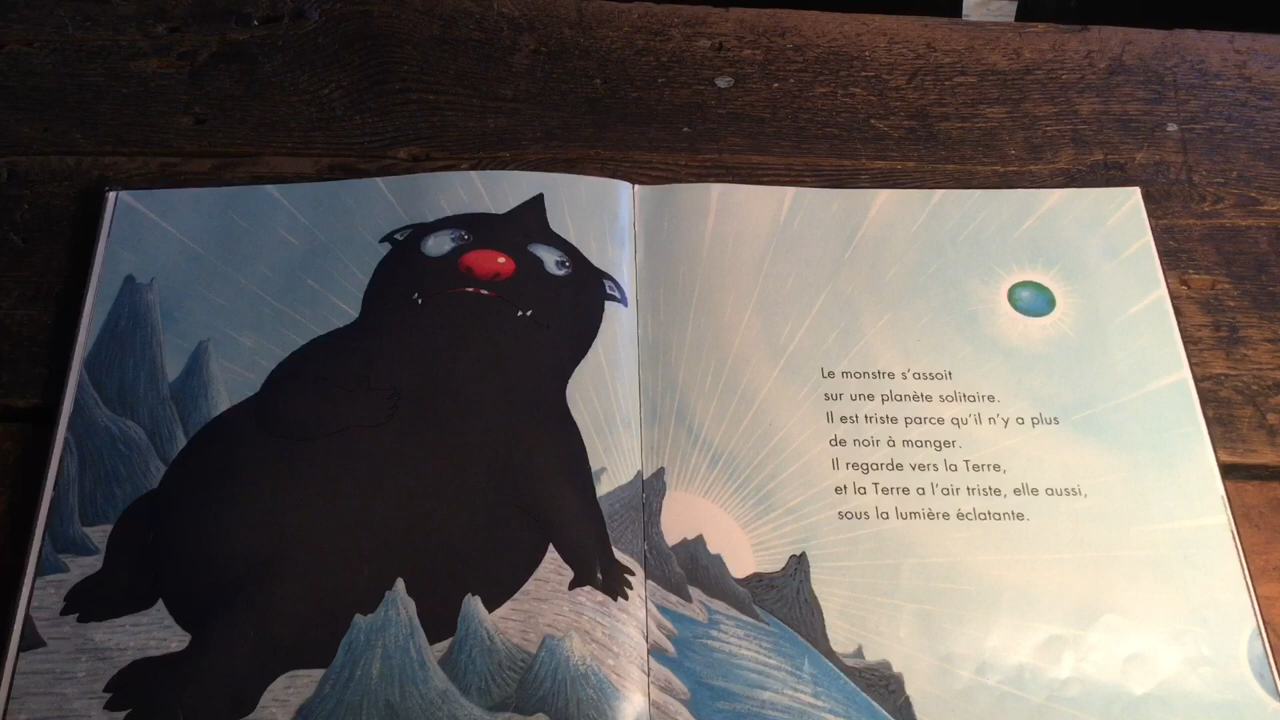 Le monstre s'assoit
sur une planète solitaire.
Il est triste parce qu'il n'y a plus
de noir à manger.
Il regarde vers la Terre,
et la Terre a l'air triste, elle aussi,
sous la lumière éclatante.